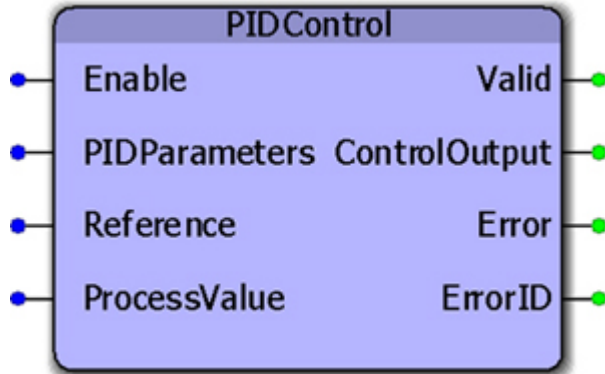 PIDControl
Enable Valid
PIDParameters ControlOutput
Reference Error
ProcessValue ErrorID